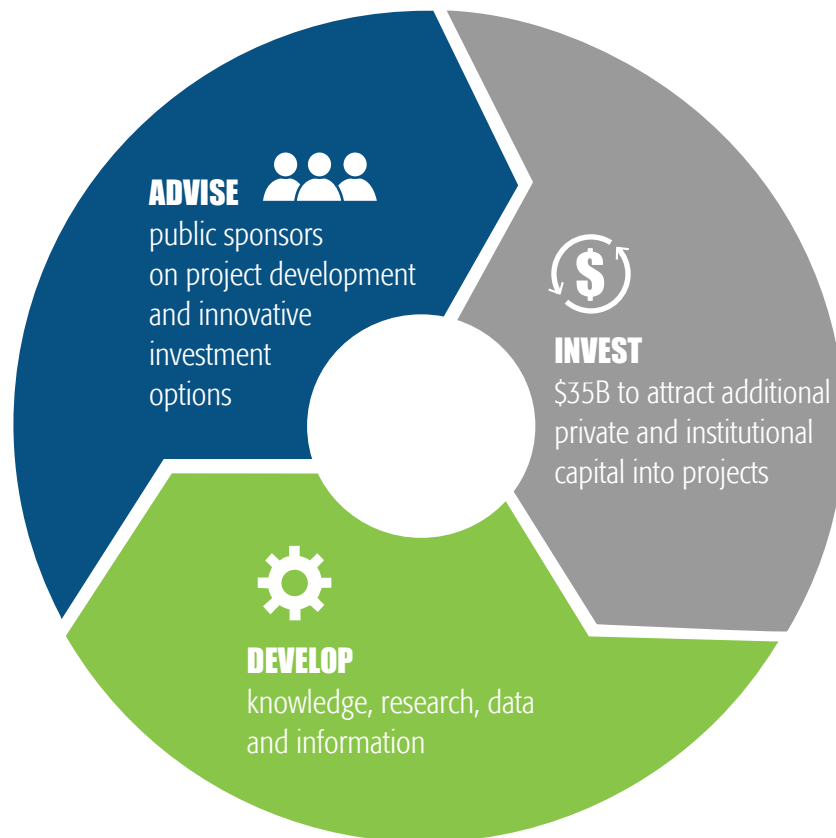 ADVISE
public sponsors
on project development
and innovative
investment
options
$
INVEST
$35B to attract additional
private and institutional
capital into projects
DEVELOP
knowledge, research, data
and information